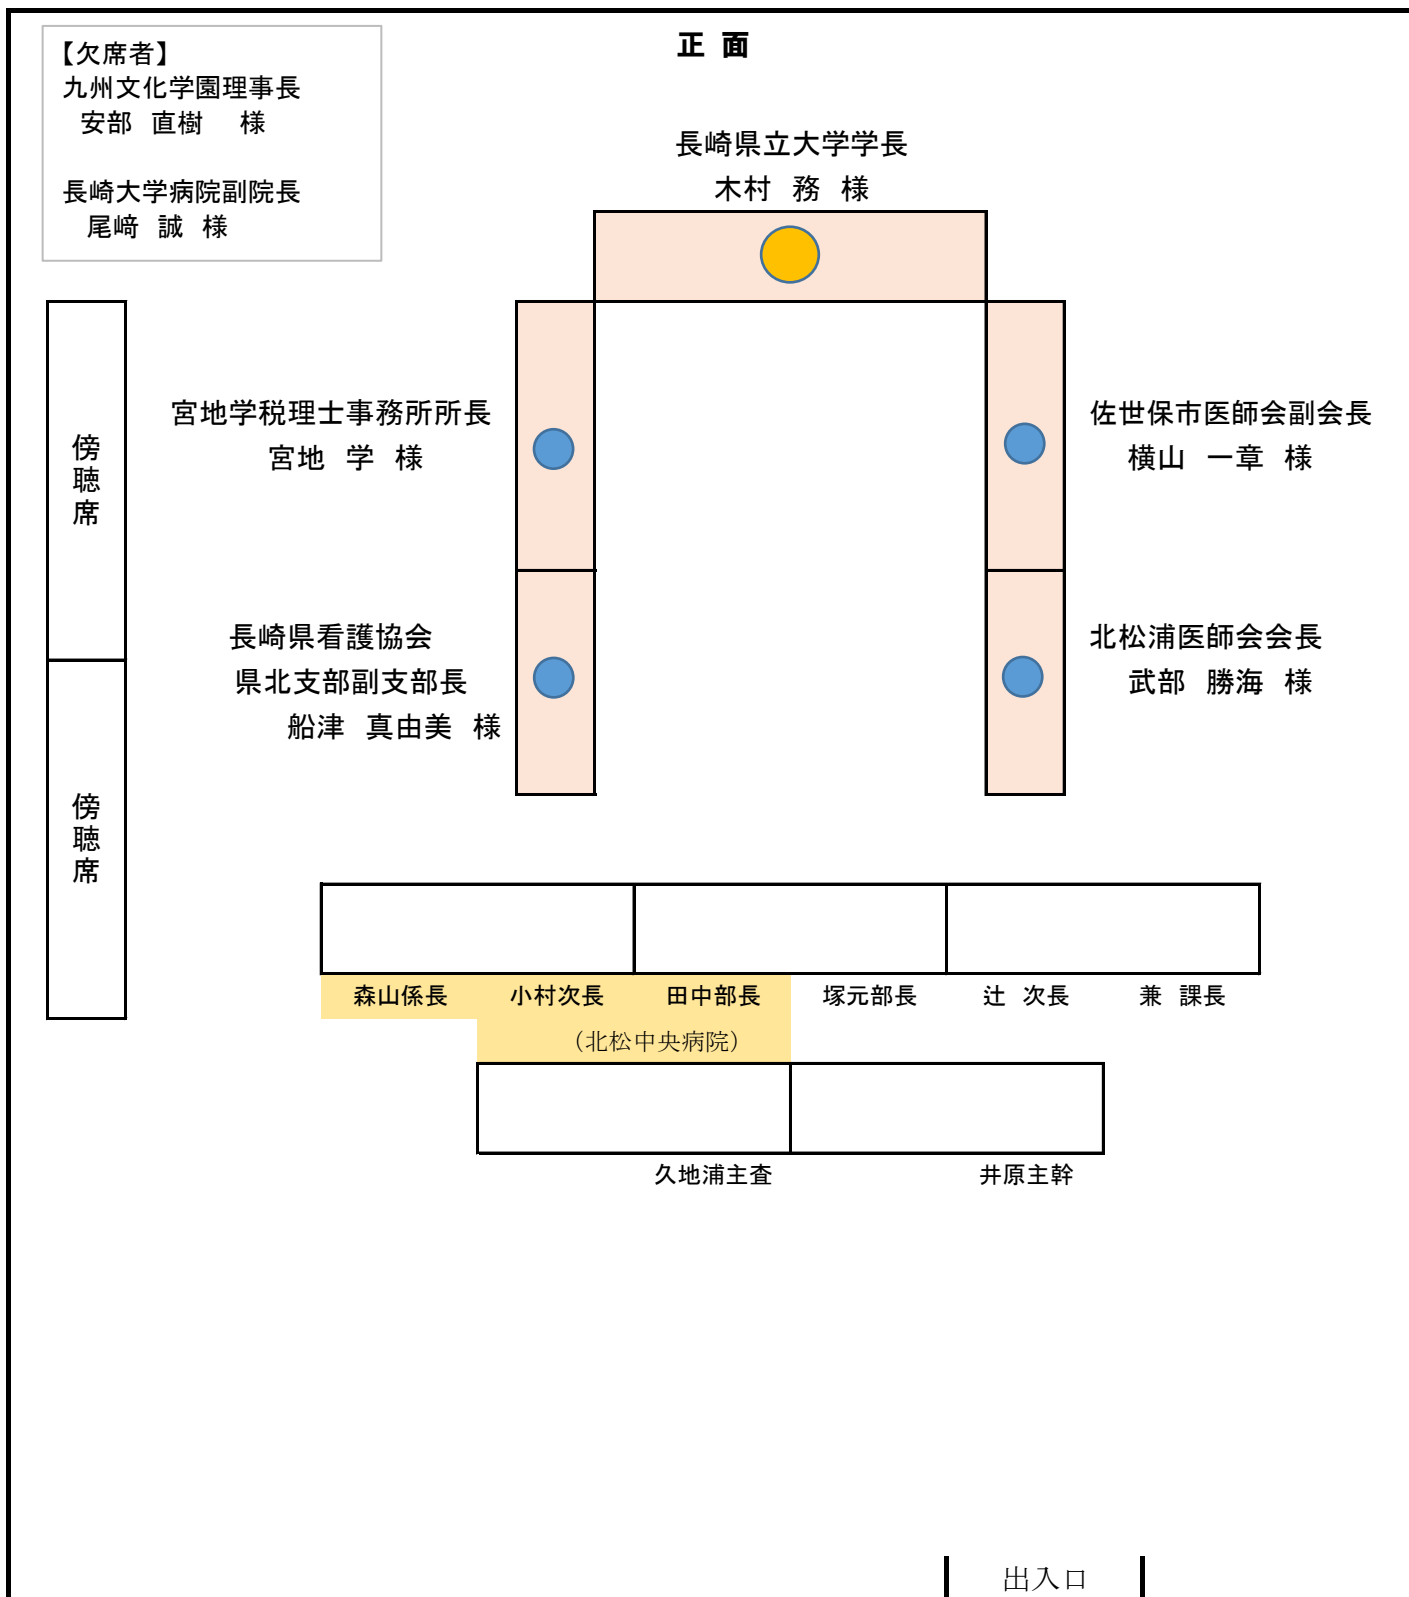 【欠席者】
九州文化学園理事長
安部 直樹 様
長崎大学病院副院長
尾﨑 誠 様
正 面
長崎県立大学学長
木村 務 様
宮地学税理士事務所所長
宮地 学 様
佐世保市医師会副会長
横山 一章 様
傍聴席
長崎県看護協会
県北支部副支部長
船津 真由美 様
北松浦医師会会長
武部 勝海 様
傍聴席
森山係長 小村次長 田中部長 塚元部長 辻 次長 兼 課長
（北松中央病院）
久地浦主査 井原主幹
出入口